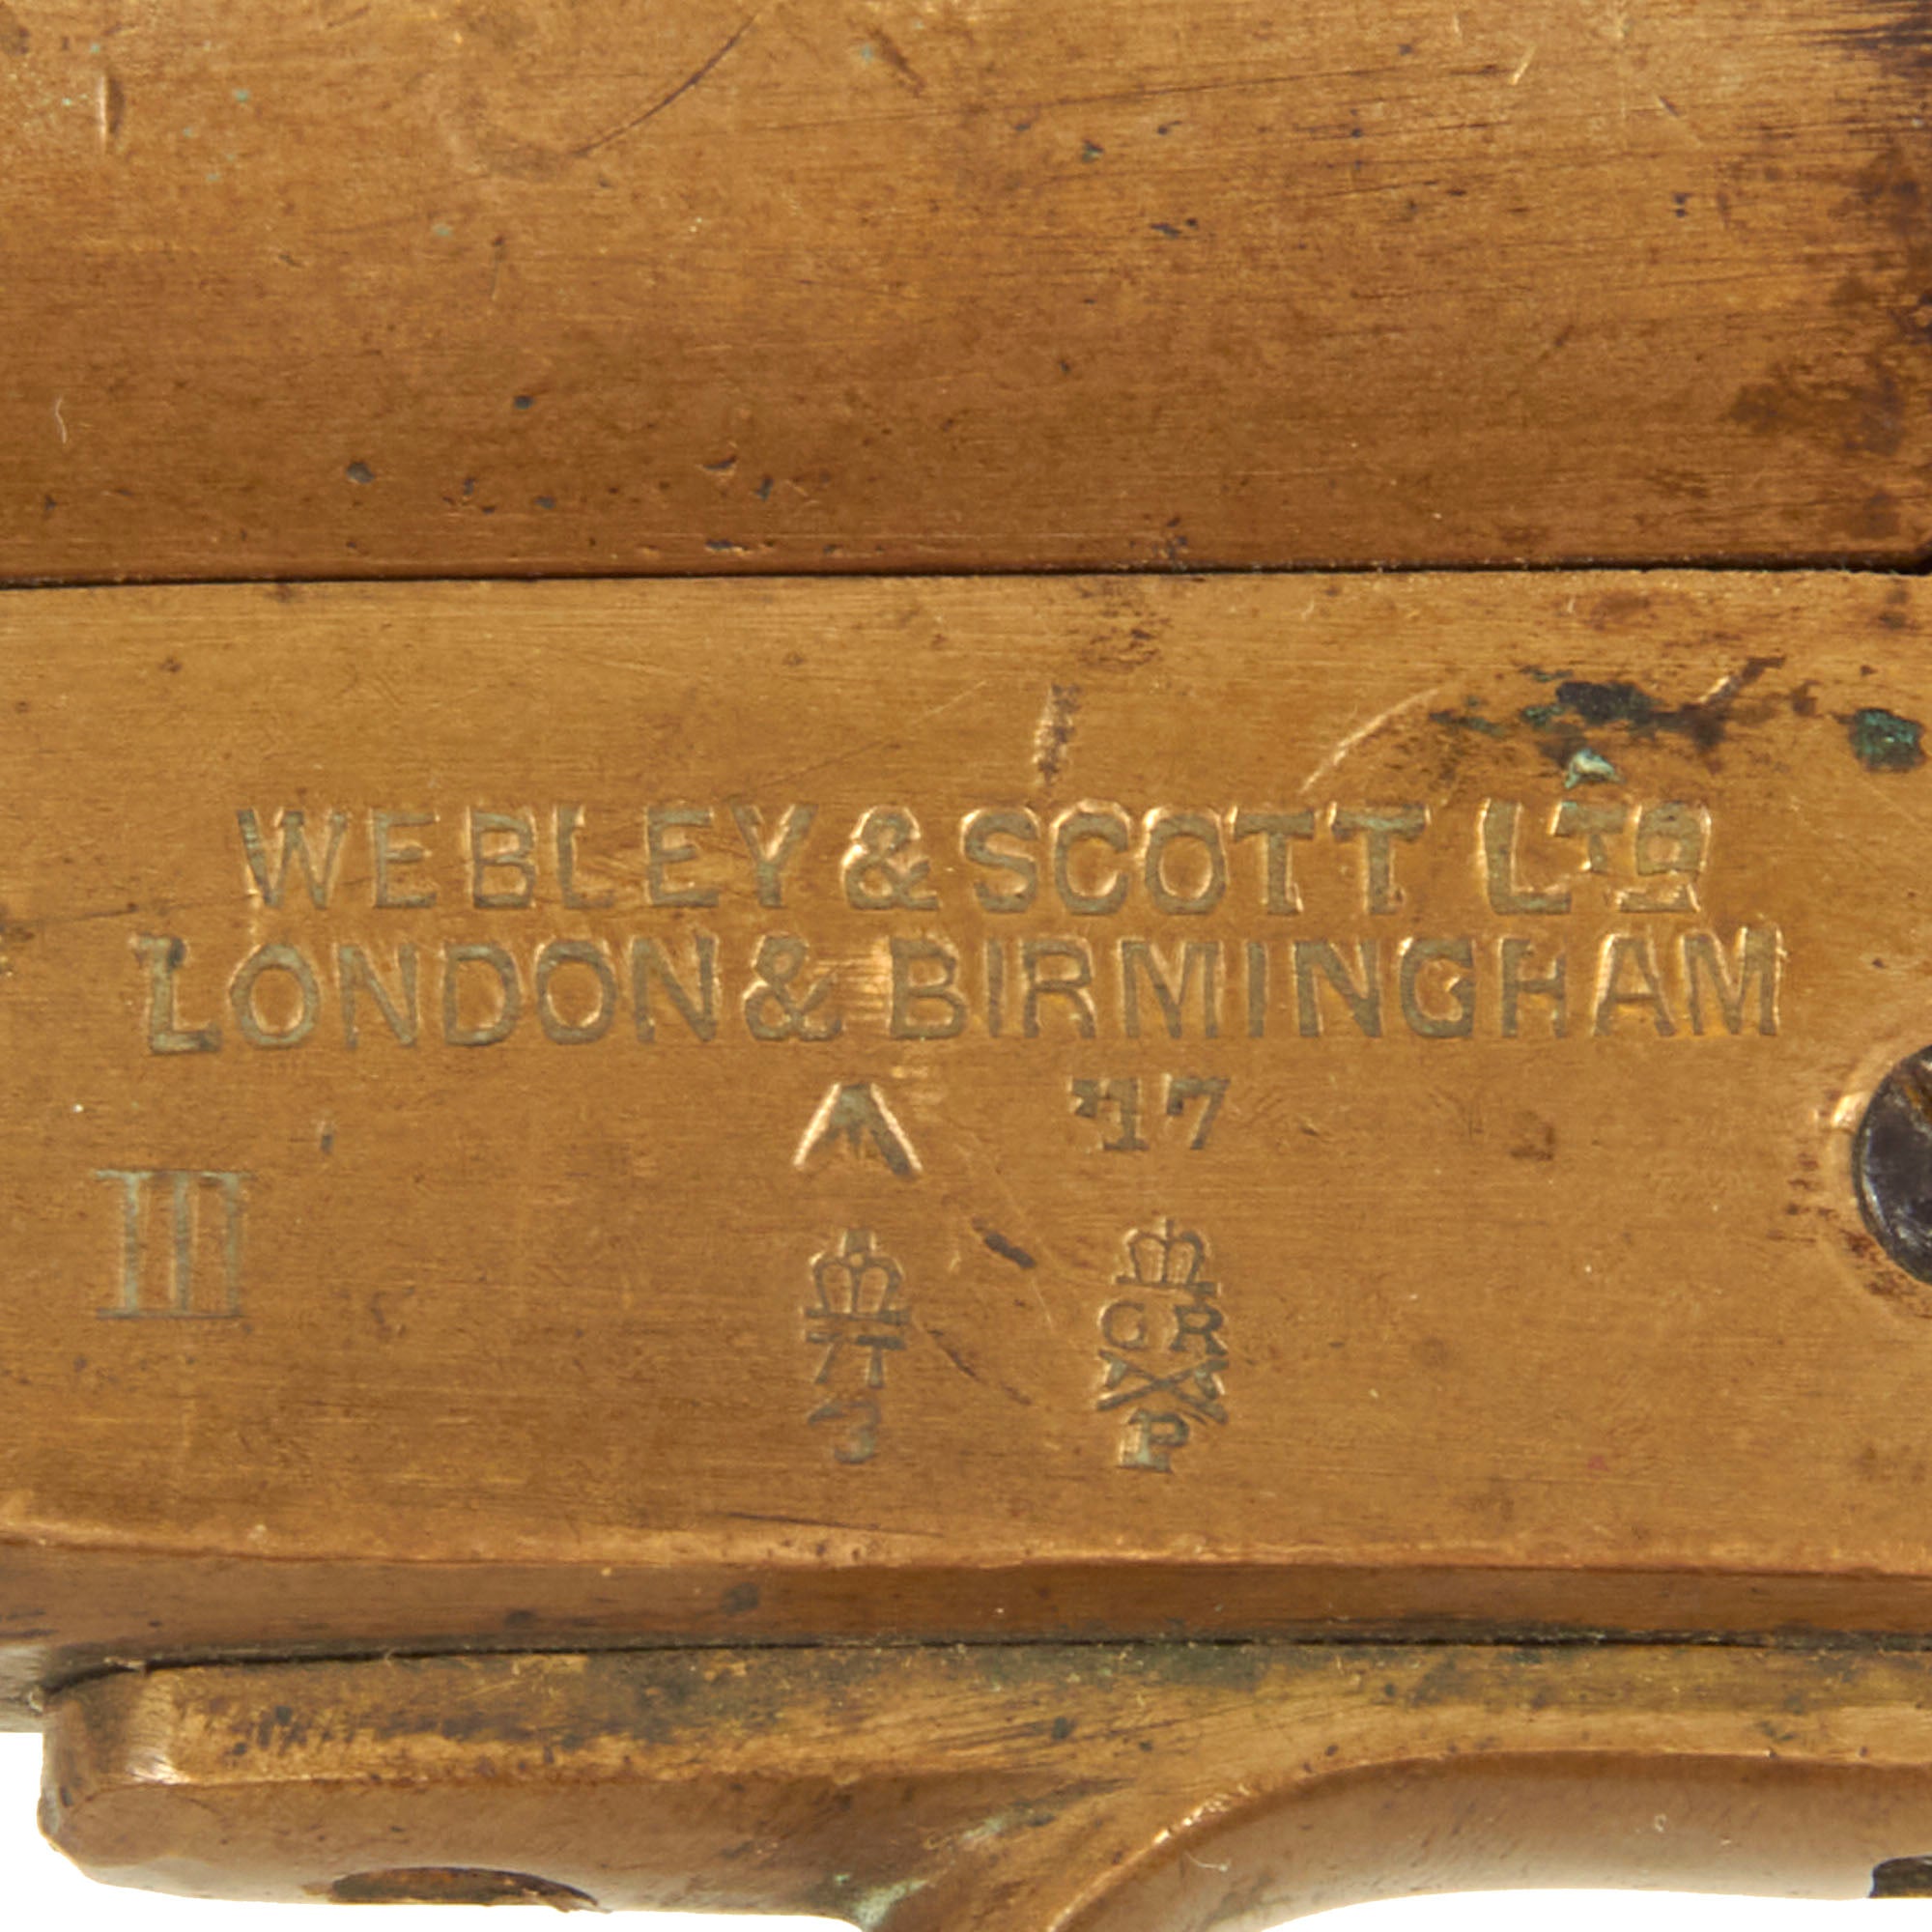 WEBLEY & SCOTT LTD
LONDON & BIRMINGHAM
'17
III
GR
P